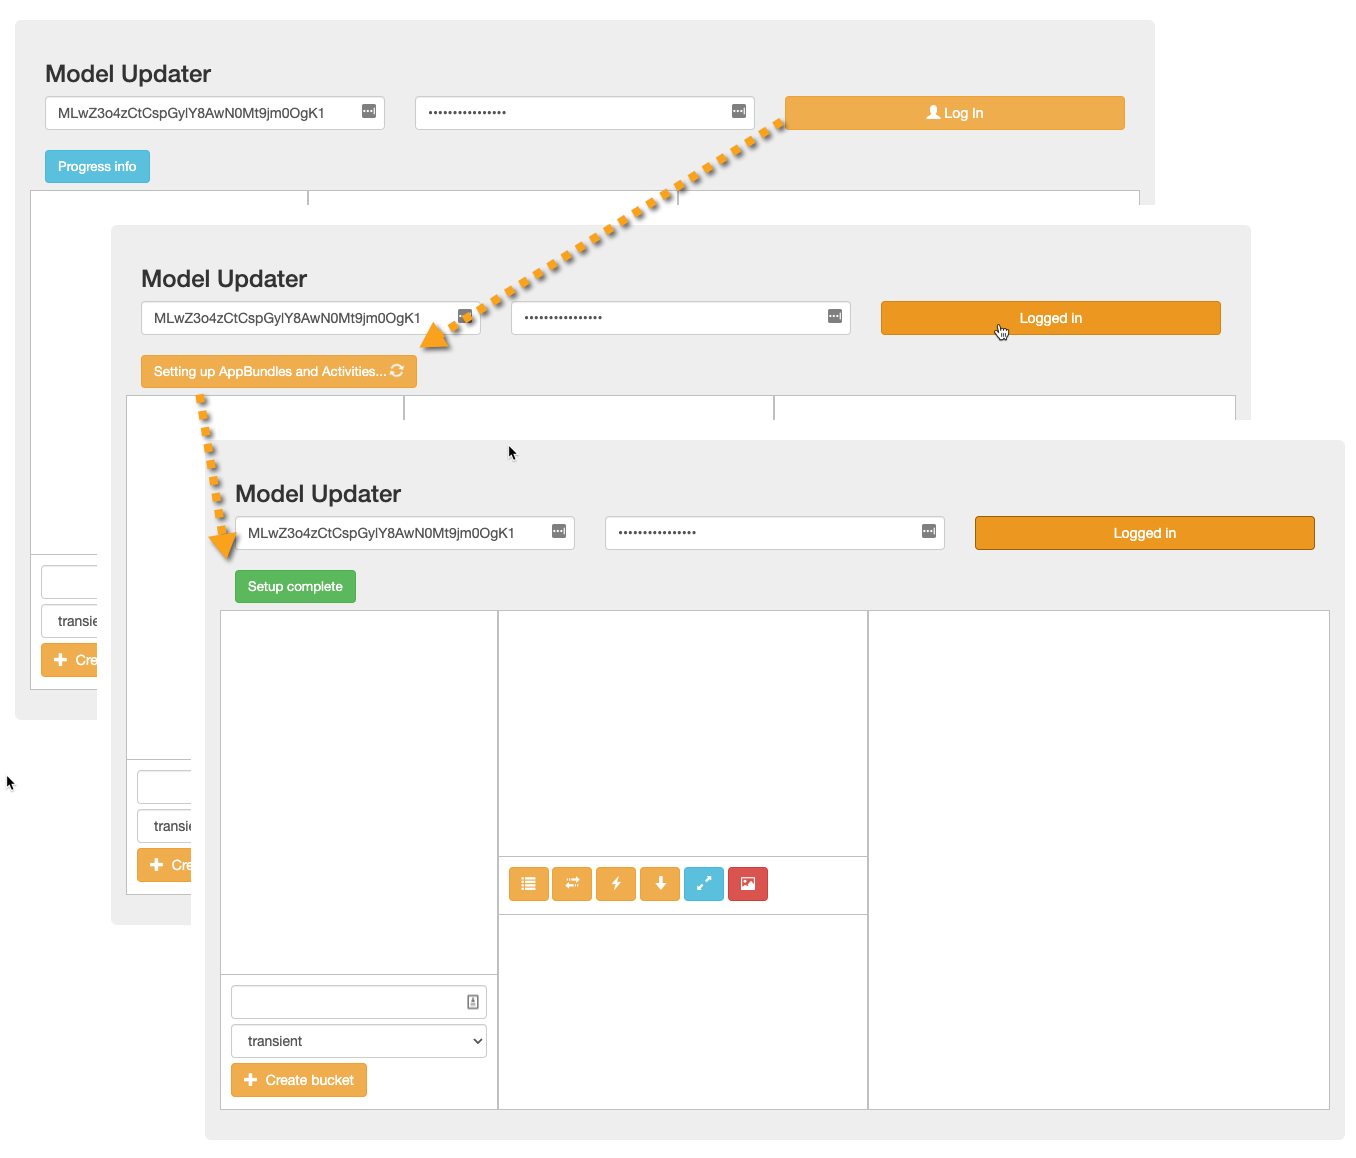 Model Updater
MLwZ3o4zCtCspGylY8AwN0Mt9jm0OgK1
•••••••••••••••• 
Log In
Progress info
transie
Cre
Model Updater
MLwZ3o4zCtCspGylY8AwN0Mt9jm0OgK1
••••••••••••••••
Logged in
Setting up AppBundles and Activities...
transie
Cre
Model Updater
MLwZ3o4zCtCspGylY8AwN0Mt9jm0OgK1
••••••••••••••••
Logged in
Setup complete
transient
Create bucket